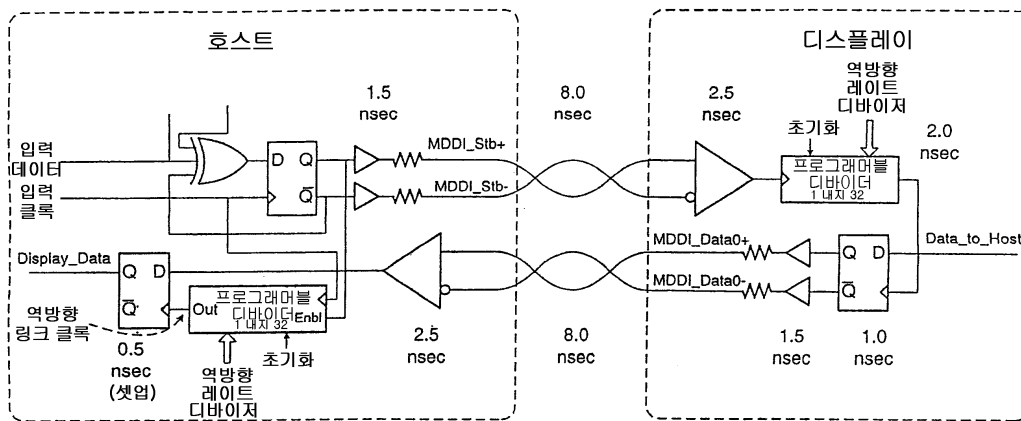 호스트
디스플레이
1.5
nsec
8.0
nsec
2.5
nsec
역방향
레이트
디바이저
초기화
2.0
nsec
입력
데이터
입력
클록
D Q
Q̅
MDDI_Stb+
MDDI_Stb-
프로그래머블
디바이더
1 내지 32
Display_Data
Q D
Q̅
역방향
링크 클록
0.5
nsec
(셋업)
Out
프로그래머블
디바이더
1 내지 32
Enbl
초기화
역방향
레이트
디바이저
2.5
nsec
8.0
nsec
MDDI_Data0+
MDDI_Data0-
Q D
Q̅
Data_to_Host
1.5
nsec
1.0
nsec